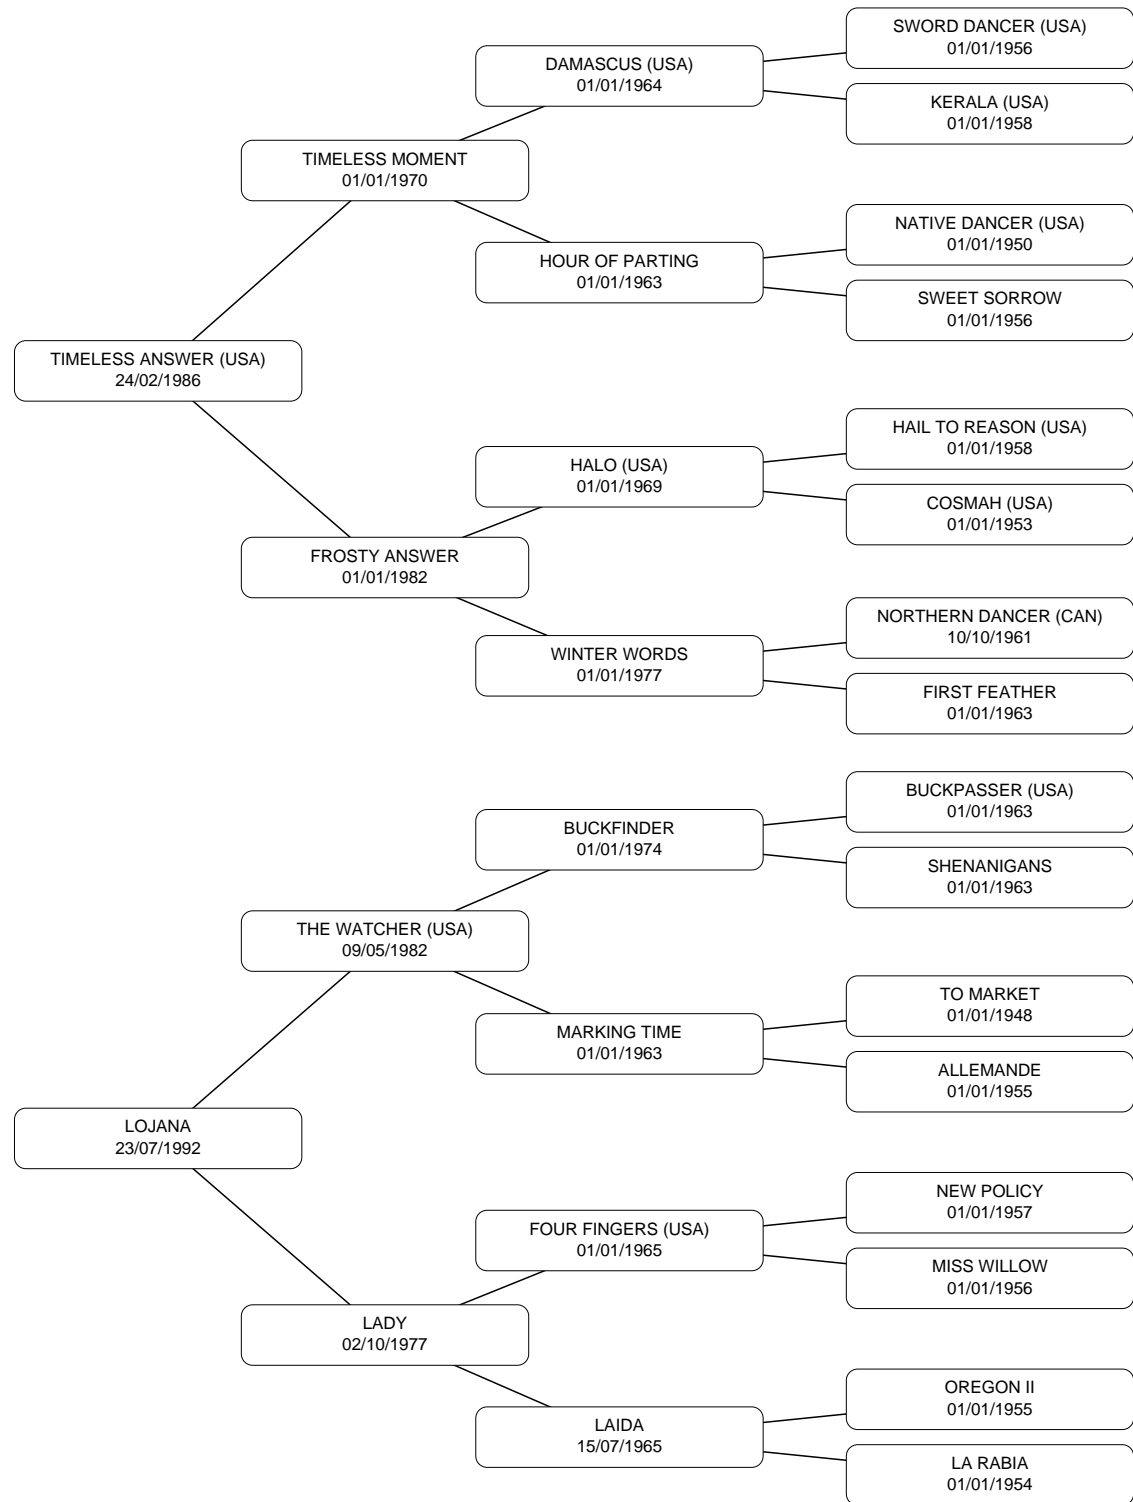 SWORD DANCER (USA)
01/01/1956
DAMASCUS (USA)
01/01/1964
KERALA (USA)
01/01/1958
TIMELESS MOMENT
01/01/1970
NATIVE DANCER (USA)
01/01/1950
HOUR OF PARTING
01/01/1963
SWEET SORROW
01/01/1956
TIMELESS ANSWER (USA)
24/02/1986
HAIL TO REASON (USA)
01/01/1958
HALO (USA)
01/01/1969
COSMAH (USA)
01/01/1953
FROSTY ANSWER
01/01/1982
NORTHERN DANCER (CAN)
10/10/1961
WINTER WORDS
01/01/1977
FIRST FEATHER
01/01/1963
BUCKPASSER (USA)
01/01/1963
BUCKFINDER
01/01/1974
SHENANIGANS
01/01/1963
THE WATCHER (USA)
09/05/1982
TO MARKET
01/01/1948
MARKING TIME
01/01/1963
ALLEMANDE
01/01/1955
LOJANA
23/07/1992
NEW POLICY
01/01/1957
FOUR FINGERS (USA)
01/01/1965
MISS WILLOW
01/01/1956
LADY
02/10/1977
OREGON II
01/01/1955
LAIDA
15/07/1965
LA RABIA
01/01/1954